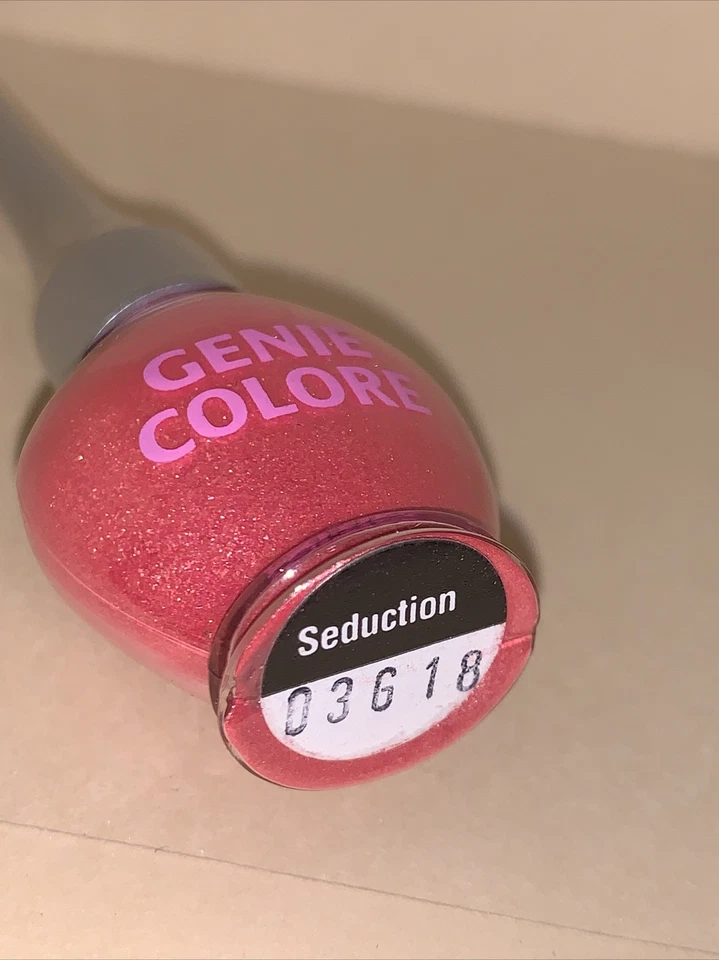 GENIE
COLORE
Seduction
03G18